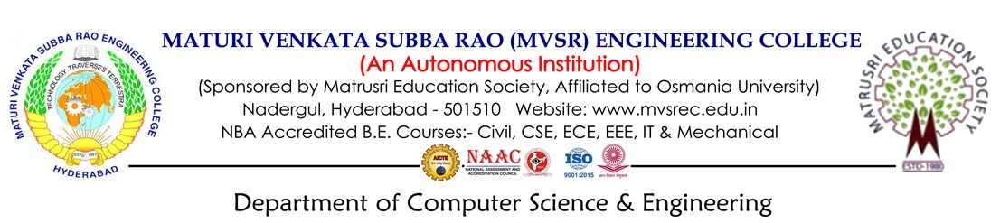 MATURI VENKATA SUBBA RAO ENGINEERING COLLEGE
TECHNOLOGY TRAVERSES TERRESTRIA
ESTD - 1981
HYDERABAD
MATURI VENKATA SUBBA RAO (MVSR) ENGINEERING COLLEGE
(An Autonomous Institution)
(Sponsored by Matrusri Education Society, Affiliated to Osmania University)
Nadergul, Hyderabad - 501510 Website: www.mvsrec.edu.in
NBA Accredited B.E. Courses:- Civil, CSE, ECE, EEE, IT & Mechanical
MATRUSRI EDUCATION SOCIETY
M
ESTD-1980
AICTE
NAAC
NATIONAL ASSESSMENT AND
ACCREDITATION COUNCIL
ISO
9001:2015
Department of Computer Science & Engineering